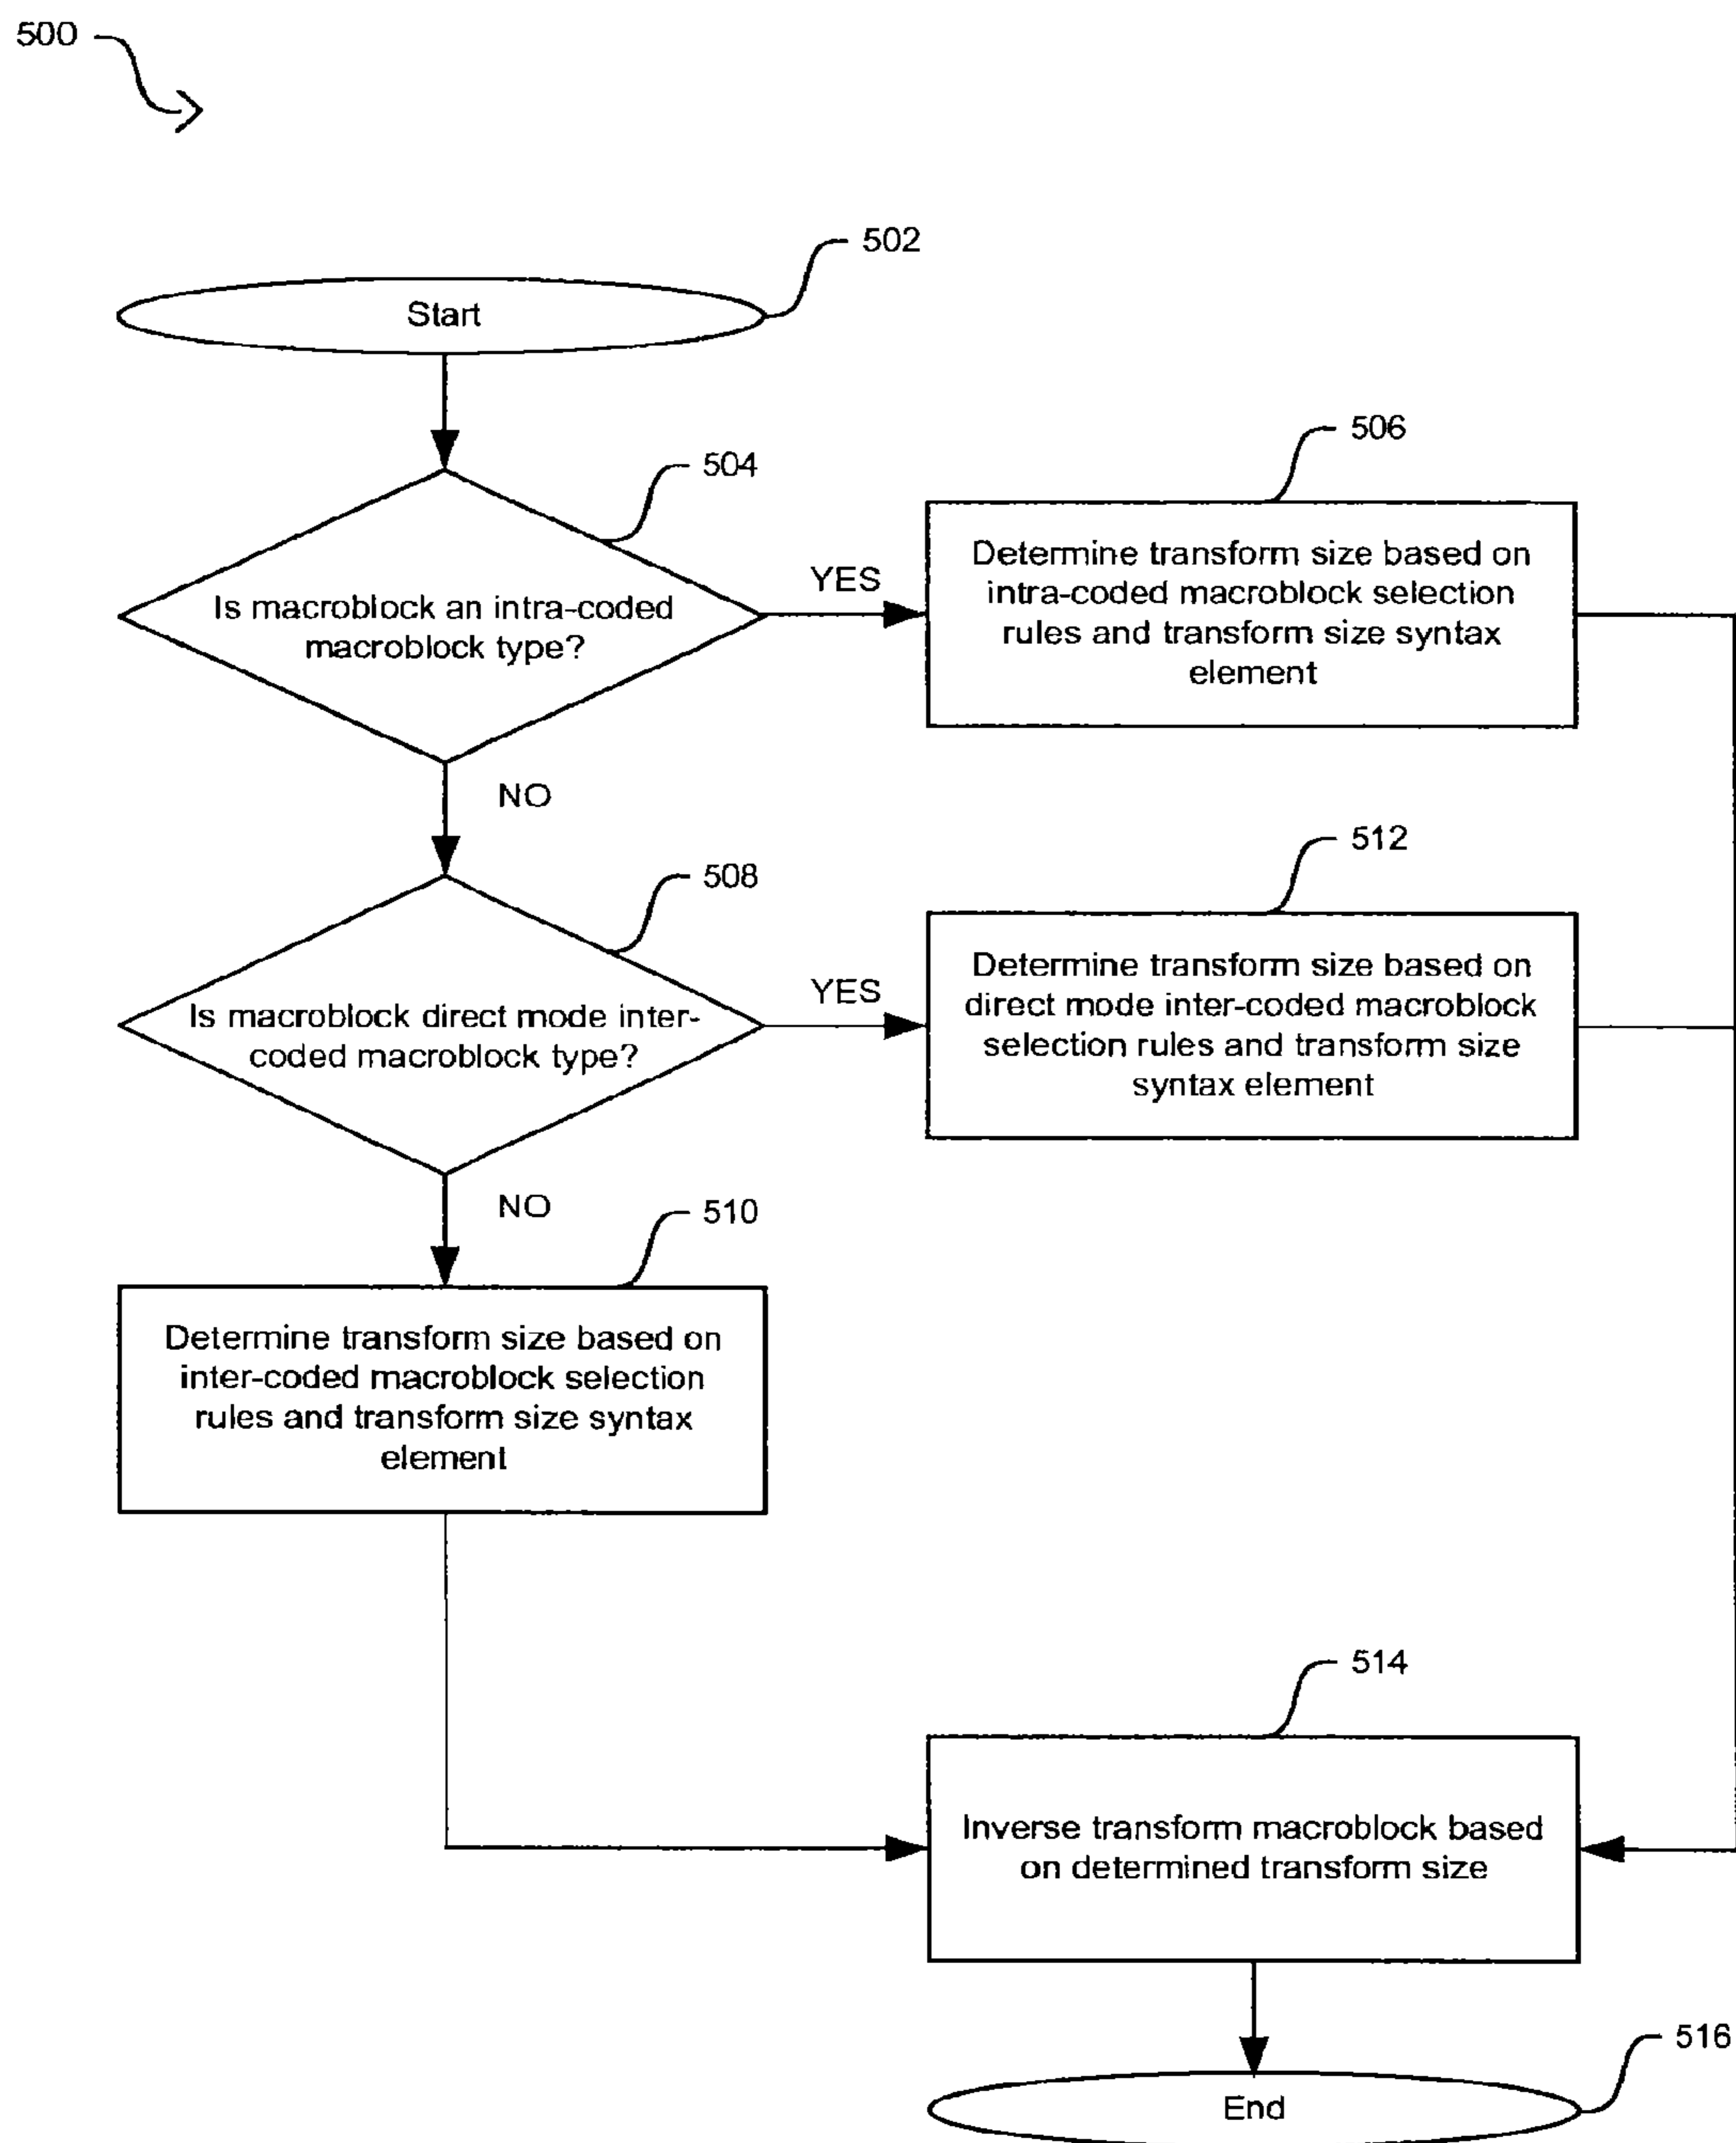 500
502
Start
504
506
Is macroblock an intra-coded
macroblock type?
YES
Determine transform size based on
intra-coded macroblock selection
rules and transform size syntax
element
NO
508
512
Is macroblock direct mode inter-
coded macroblock type?
YES
Determine transform size based on
direct mode inter-coded macroblock
selection rules and transform size
syntax element
NO
510
Determine transform size based on
inter-coded macroblock selection
rules and transform size syntax
element
514
Inverse transform macroblock based
on determined transform size
516
End